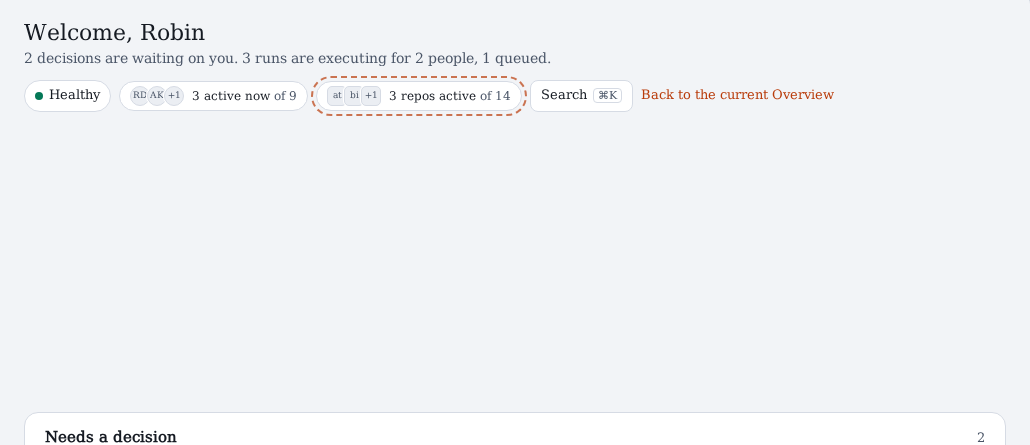 Welcome, Robin
2 decisions are waiting on you. 3 runs are executing for 2 people, 1 queued.
Healthy RD AK +1 3 active now of 9 at bi +1 3 repos active of 14 Search ⌘K Back to the current Overview
Needs a decision 2